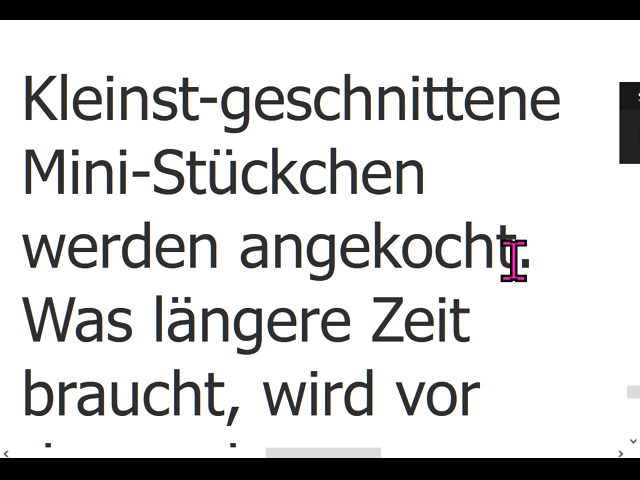 Kleinst-geschnittene
Mini-Stückchen
werden angekocht.
Was längere Zeit
braucht, wird vor